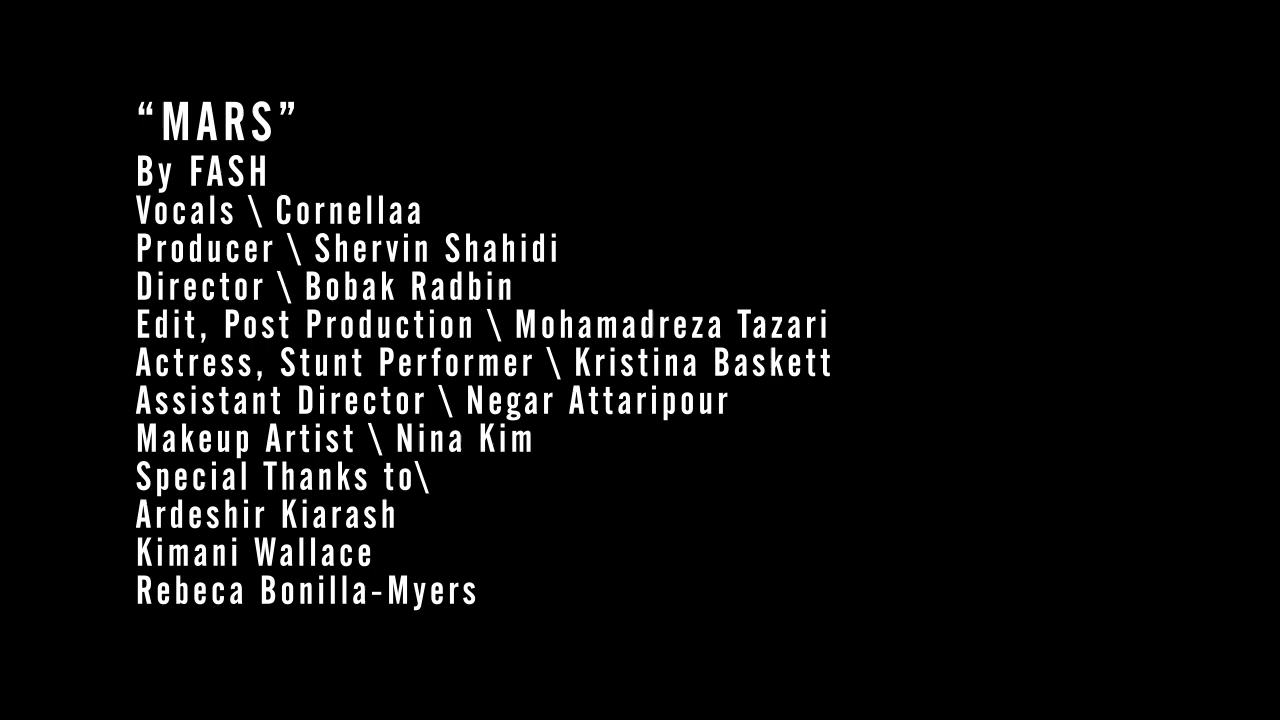 “MARS”
By FASH
Vocals \ Cornellaa
Producer \ Shervin Shahidi
Director \ Bobak Radbin
Edit, Post Production \ Mohamadreza Tazari
Actress, Stunt Performer \ Kristina Baskett
Assistant Director \ Negar Attaripour
Makeup Artist \ Nina Kim
Special Thanks to\
Ardeshir Kiarash
Kimani Wallace
Rebeca Bonilla-Myers